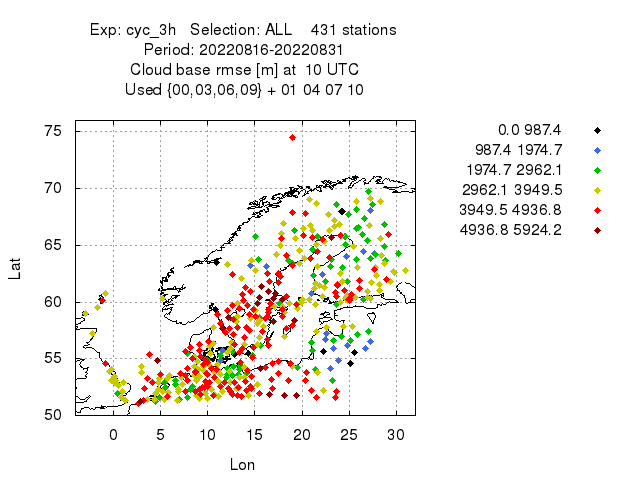 Exp: cyc_3h   Selection: ALL    431 stations
Period: 20220816-20220831
Cloud base rmse [m] at  10 UTC
Used {00,03,06,09} + 01 04 07 10
75
70
65
60
55
50
Lat
0 5 10 15 20 25 30
Lon
0.0 987.4
987.4 1974.7
1974.7 2962.1
2962.1 3949.5
3949.5 4936.8
4936.8 5924.2